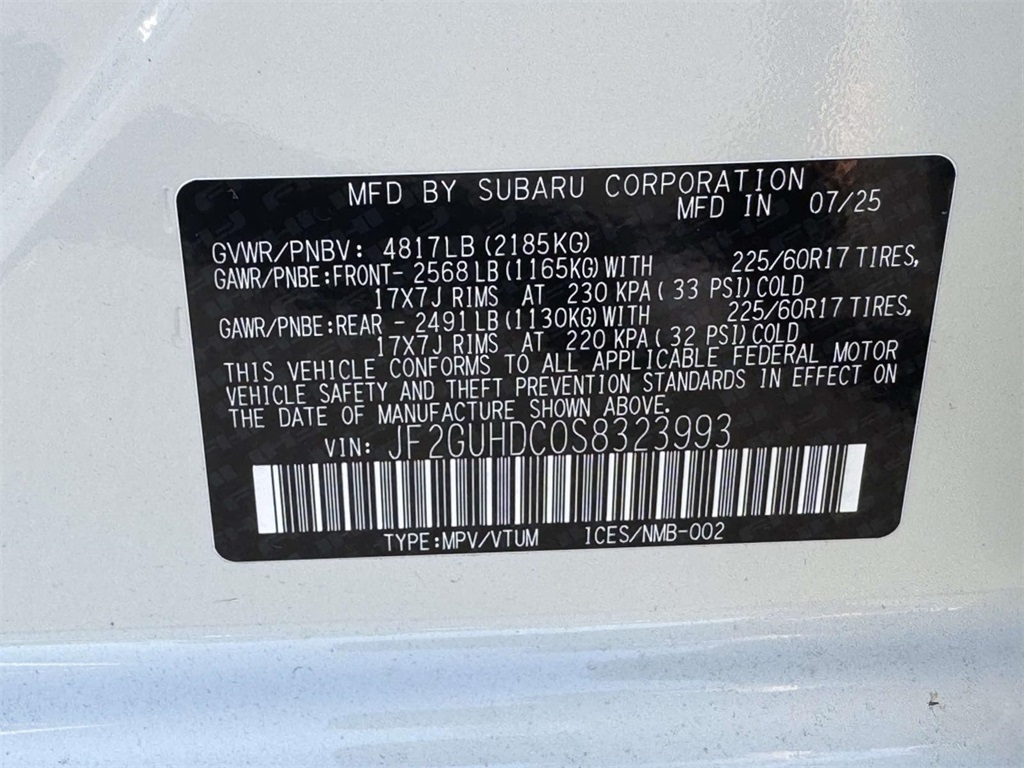 MFD BY SUBARU CORPORATION
MFD IN 07/25
GVWR/PNBV: 4817LB (2185KG)
GAWR/PNBE:FRONT- 2568 LB (1165KG) WITH 225/60R17 TIRES,
17X7J RIMS AT 230 KPA ( 33 PSI) COLD
GAWR/PNBE:REAR - 2491 LB (1130KG) WITH 225/60R17 TIRES,
17X7J RIMS AT 220 KPA ( 32 PSI) COLD
THIS VEHICLE CONFORMS TO ALL APPLICABLE FEDERAL MOTOR
VEHICLE SAFETY AND THEFT PREVENTION STANDARDS IN EFFECT ON
THE DATE OF MANUFACTURE SHOWN ABOVE.
VIN: JF2GUHDC0S8323993
TYPE:MPV/VTUM ICES/NMB-002